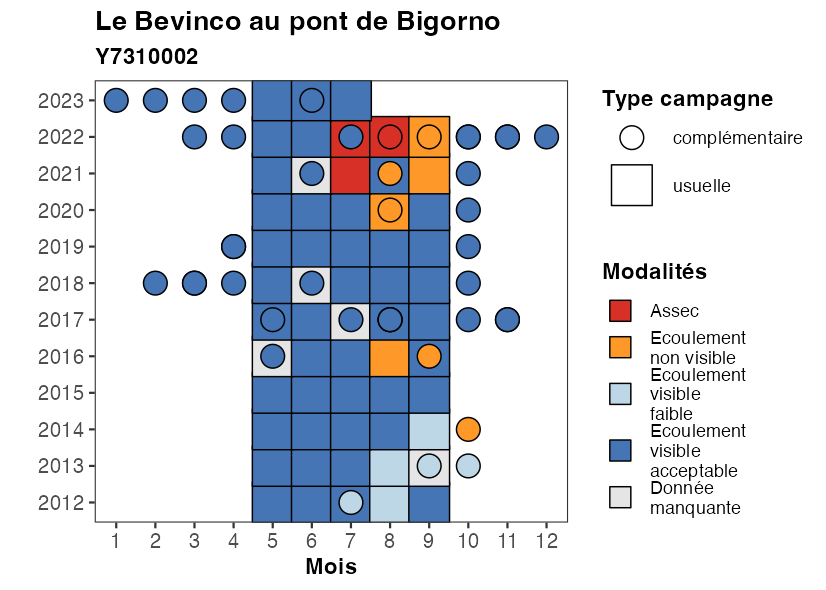 Le Bevinco au pont de Bigorno
Y7310002
2023
2022
2021
2020
2019
2018
2017
2016
2015
2014
2013
2012
1 2 3 4 5 6 7 8 9 10 11 12
Mois
Type campagne
complémentaire
usuelle
Modalités
Assec
Ecoulement
non visible
Ecoulement
visible
faible
Ecoulement
visible
acceptable
Donnée
manquante